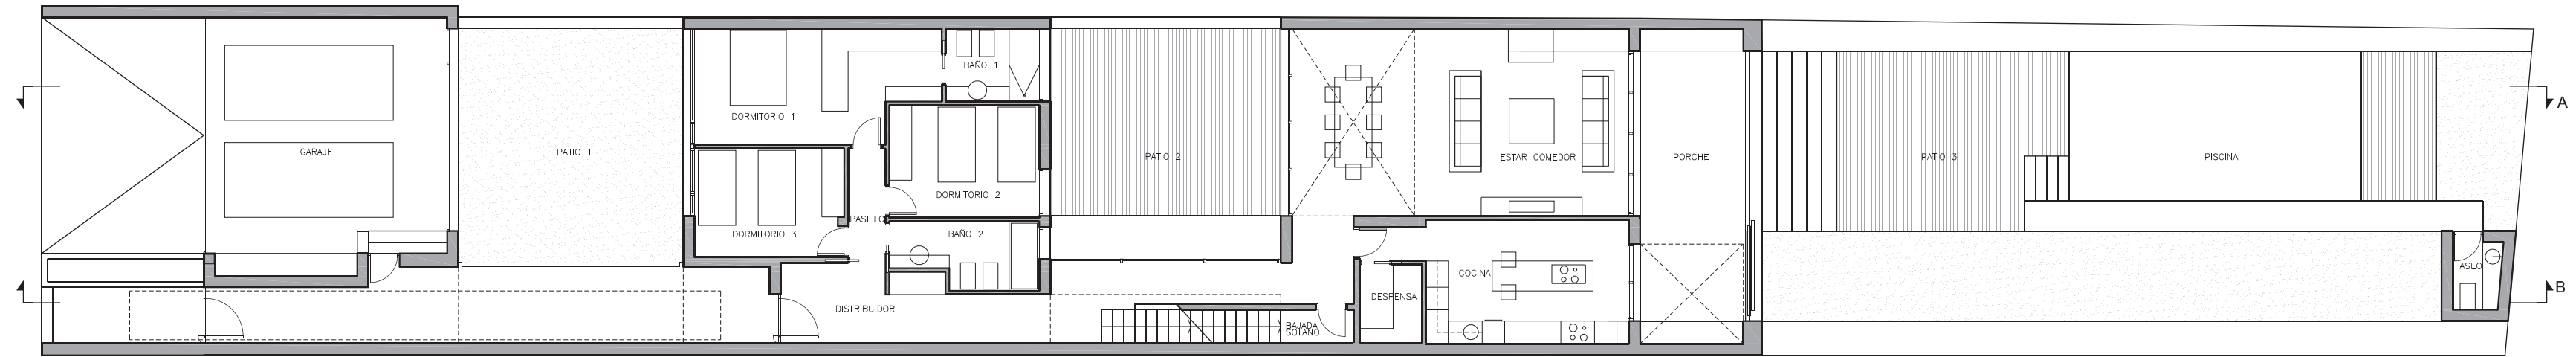 GARAJE
PATIO 1
DORMITORIO 1
BAÑO 1
DORMITORIO 2
DORMITORIO 3
PASILLO
BAÑO 2
DISTRIBUIDOR
PATIO 2
BAJADA
SOTANO
ESTAR COMEDOR
DESPENSA
COCINA
PORCHE
PATIO 3
PISCINA
ASEO
A
B